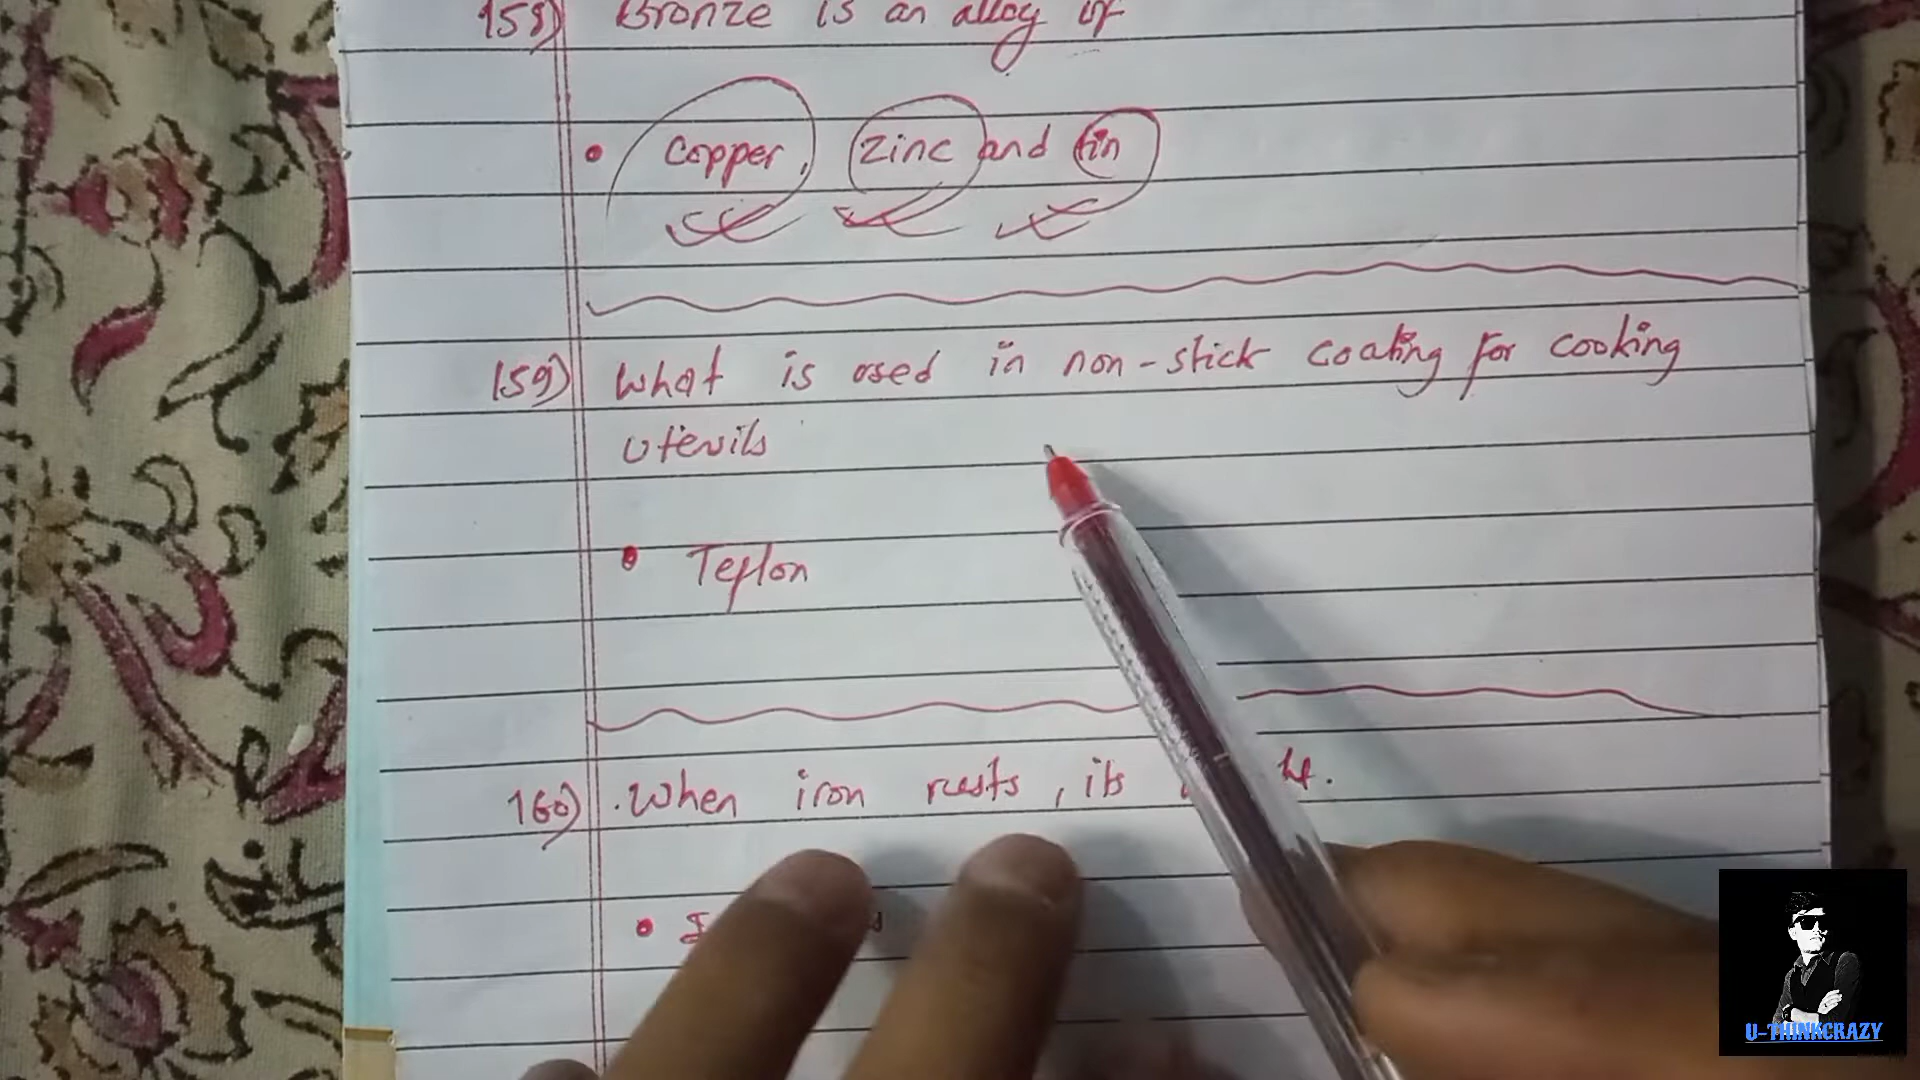 158) Bronze is an alloy of
• Copper, Zinc and tin
159) What is used in non-stick coating for cooking
utensils
• Teflon
160) . When iron rusts, its
U-THINKCRAZY